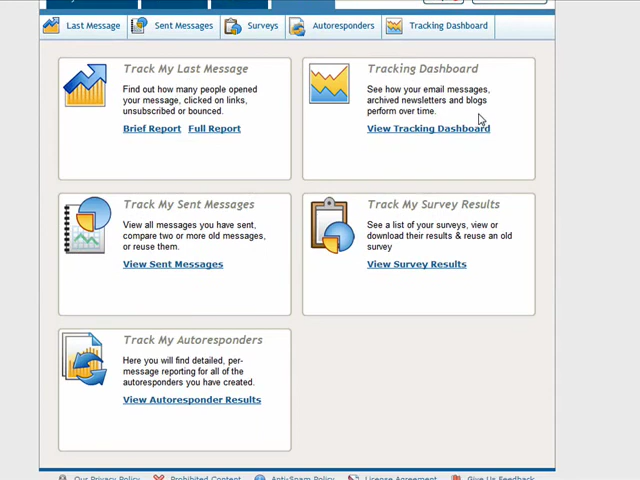 Last Message Sent Messages Surveys Autoresponders Tracking Dashboard
Track My Last Message
Find out how many people opened
your message, clicked on links,
unsubscribed or bounced.
Brief Report Full Report
Tracking Dashboard
See how your email messages,
archived newsletters and blogs
perform over time.
View Tracking Dashboard
Track My Sent Messages
View all messages you have sent,
compare two or more old messages,
or reuse them.
View Sent Messages
Track My Survey Results
See a list of your surveys, view or
download their results & reuse an old
survey
View Survey Results
Track My Autoresponders
Here you will find detailed, per-
message reporting for all of the
autoresponders you have created.
View Autoresponder Results
Our Privacy Policy Prohibited Content Anti-Spam Policy License Agreement Give Us Feedback